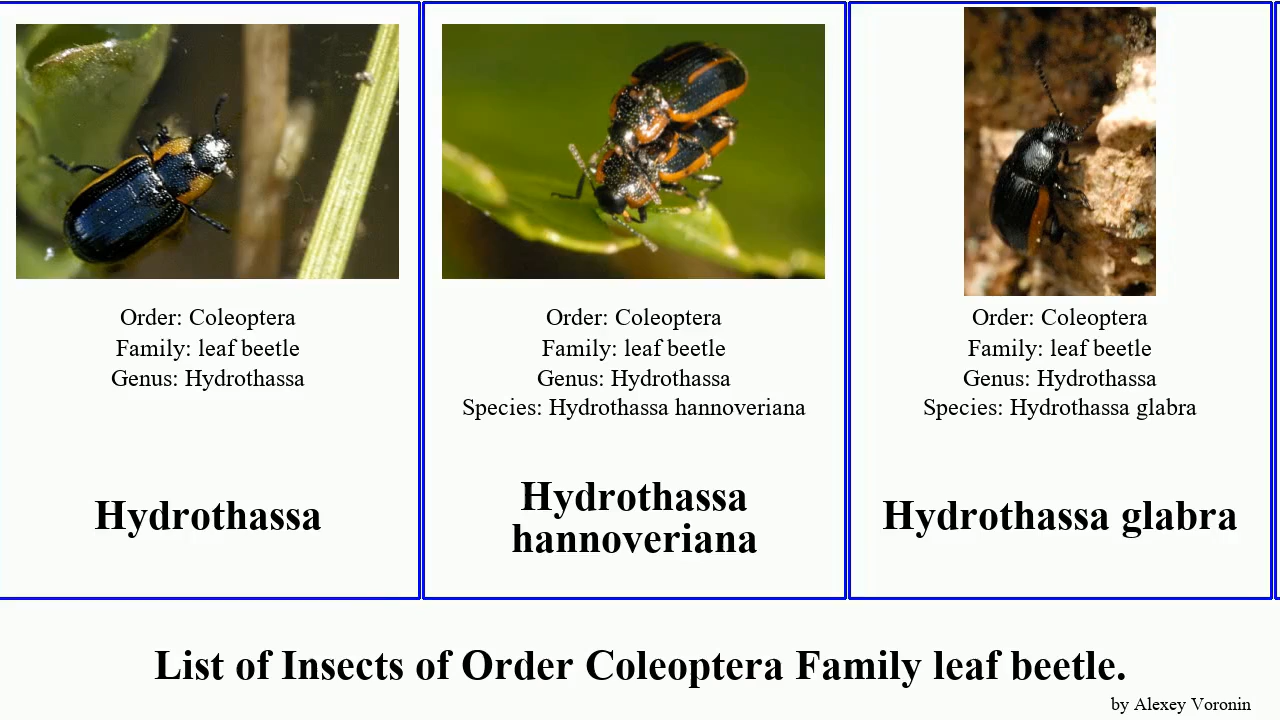 Order: Coleoptera
Family: leaf beetle
Genus: Hydrothassa
Hydrothassa
Order: Coleoptera
Family: leaf beetle
Genus: Hydrothassa
Species: Hydrothassa hannoveriana
Hydrothassa
hannoveriana
Order: Coleoptera
Family: leaf beetle
Genus: Hydrothassa
Species: Hydrothassa glabra
Hydrothassa glabra
List of Insects of Order Coleoptera Family leaf beetle.
by Alexey Voronin